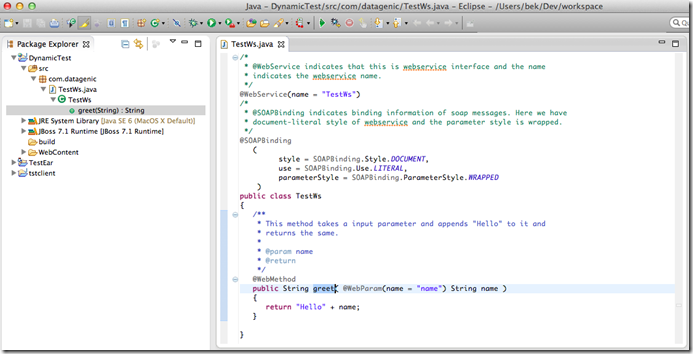 Java – DynamicTest/src/com/datagenic/TestWs.java – Eclipse – /Users/bek/Dev/workspace
Package Explorer
DynamicTest
src
com.datagenic
TestWs.java
TestWs
greet(String) : String
JRE System Library [Java SE 6 (MacOS X Default)]
JBoss 7.1 Runtime [JBoss 7.1 Runtime]
build
WebContent
TestEar
tstclient
TestWs.java
/*
* @WebService indicates that this is webservice interface and the name
* indicates the webservice name.
*/
@WebService(name = "TestWs")
/*
* @SOAPBinding indicates binding information of soap messages. Here we have
* document-literal style of webservice and the parameter style is wrapped.
*/
@SOAPBinding
(
style = SOAPBinding.Style.DOCUMENT,
use = SOAPBinding.Use.LITERAL,
parameterStyle = SOAPBinding.ParameterStyle.WRAPPED
)
public class TestWs
{
/**
* This method takes a input parameter and appends "Hello" to it and
* returns the same.
*
* @param name
* @return
*/
@WebMethod
public String greet( @WebParam(name = "name") String name )
{
return "Hello" + name;
}
}